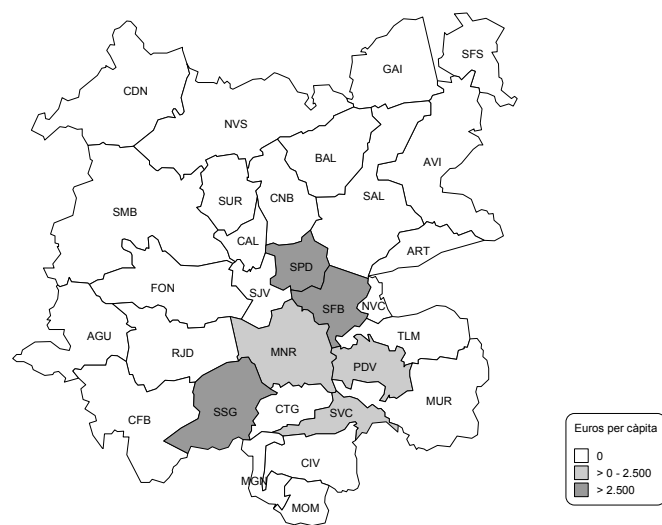 SFS
GAI
CDN
NVS
BAL
AVI
SUR
CNB
SAL
SMB
CAL
ART
SPD
FON
SJV
SFB
NVC
TLM
AGU
RJD
MNR
PDV
MUR
SSG
CTG
SVC
CFB
CIV
MGN
MOM
Euros per càpita
0
> 0 - 2.500
> 2.500